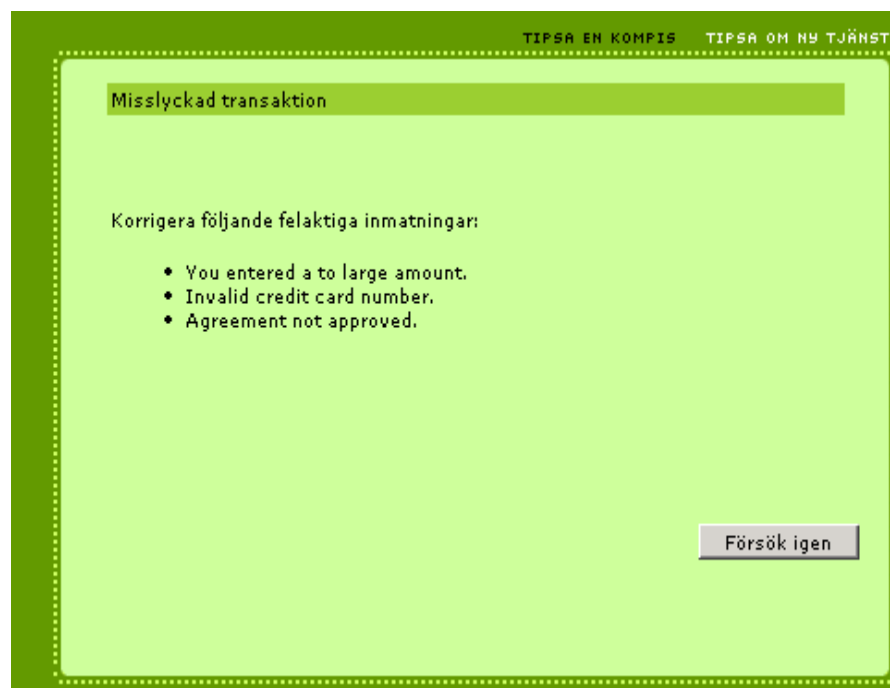 TIPSA EN KOMPIS TIPSA OM NY TJÄNST
Misslyckad transaktion
Korrigera följande felaktiga inmatningar:
• You entered a to large amount.
• Invalid credit card number.
• Agreement not approved.
Försök igen